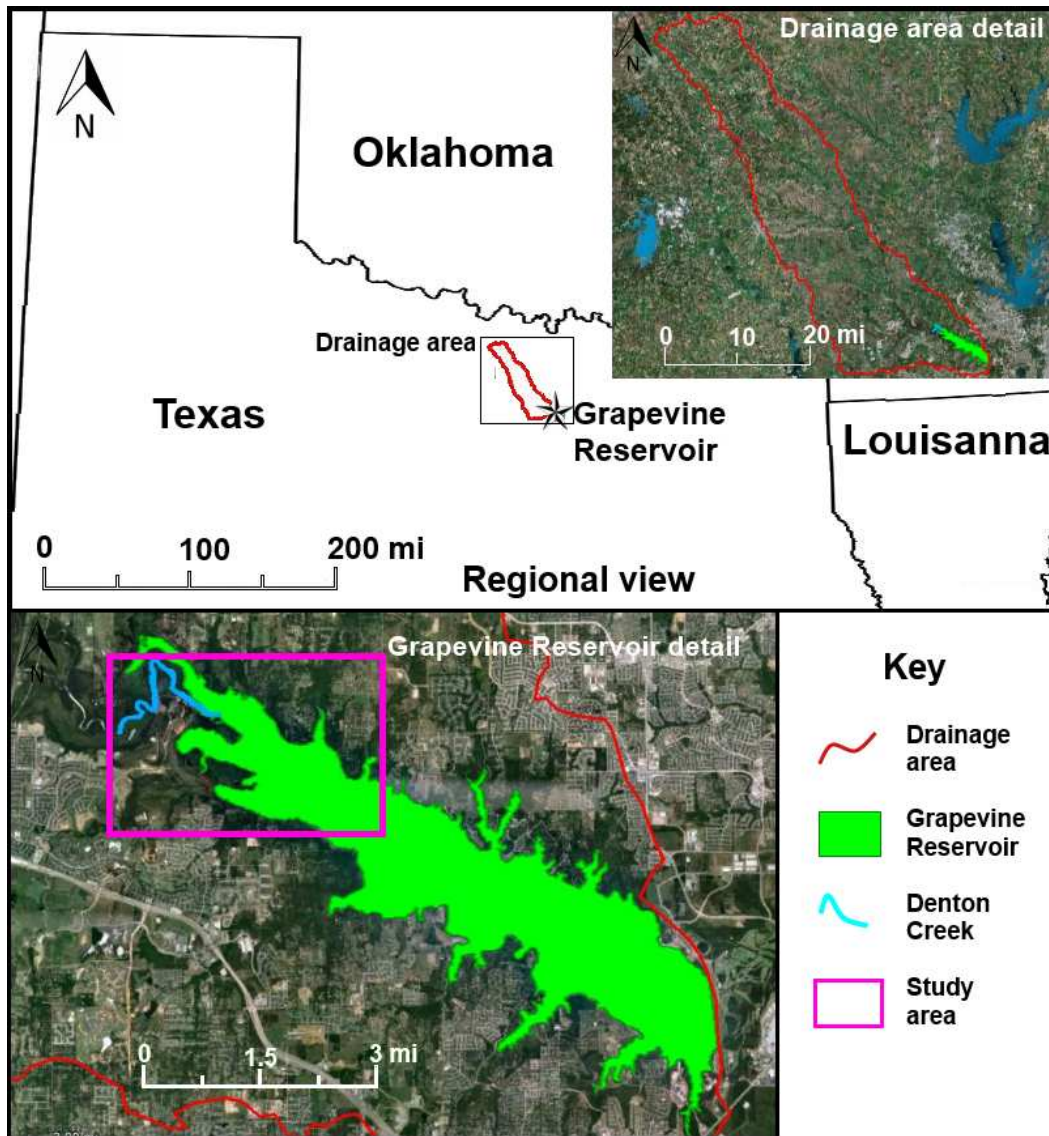 Drainage area detail
N
N
Oklahoma
0 10 20 mi
Drainage area
Texas
Grapevine
Reservoir
Louisanna
0 100 200 mi
Regional view
Grapevine Reservoir detail
N
0 1.5 3 mi
Key
Drainage
area
Grapevine
Reservoir
Denton
Creek
Study
area